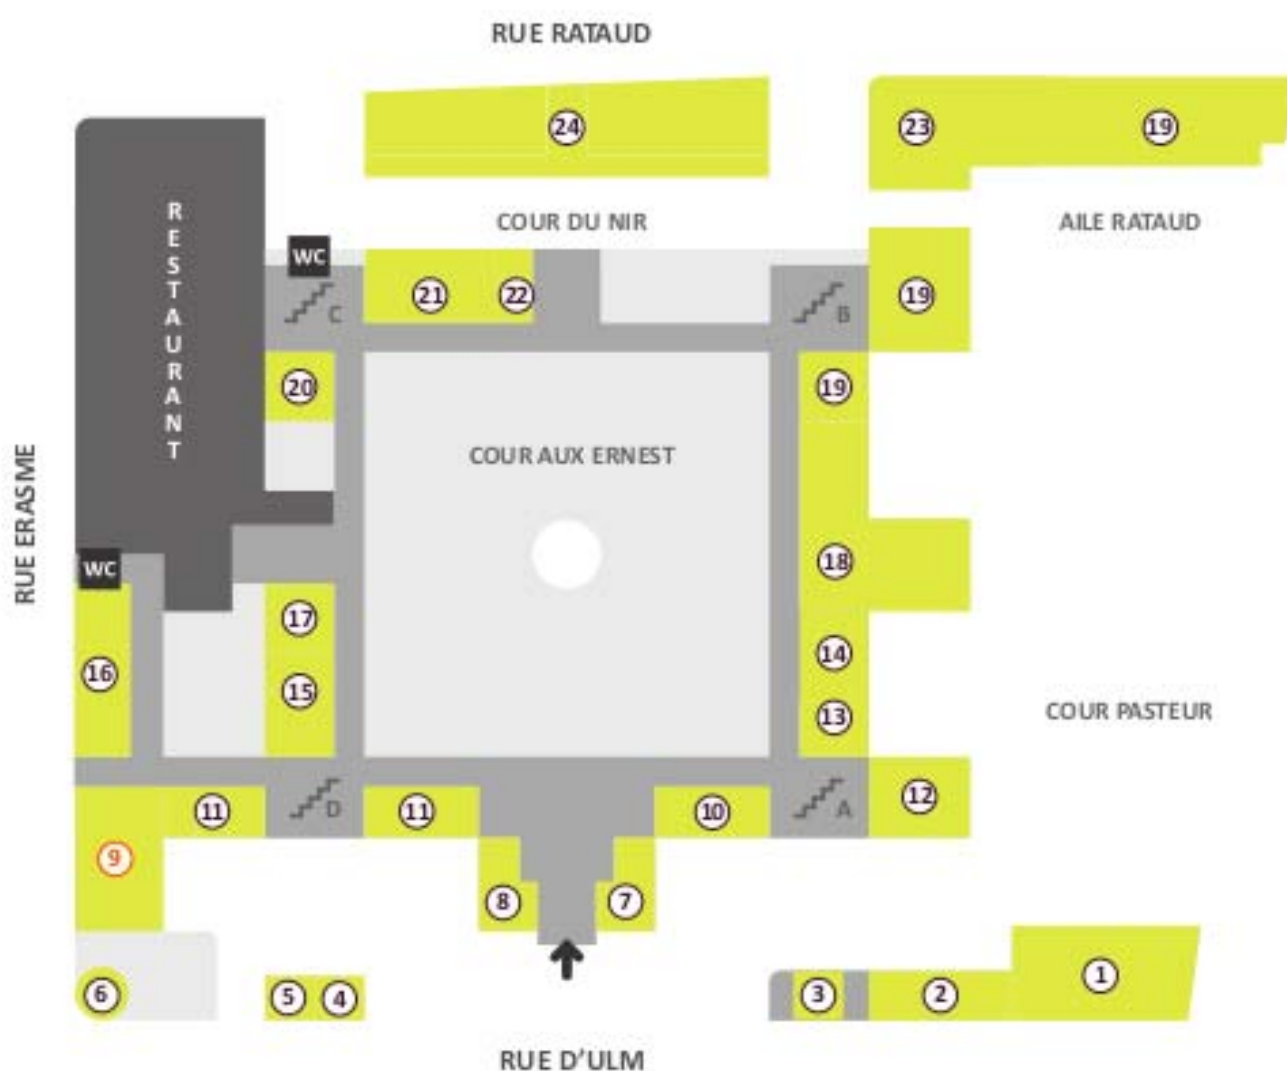 RUE RATAUD
24
23
19
RESTAURANT
COUR DU NIR
AILE RATAUD
WC
C
21
22
B
19
20
19
RUE ERASME
COUR AUX ERNEST
WC
18
17
16
15
14
13
COUR PASTEUR
11
D
11
10
A
12
9
8
7
6
5
4
3
2
1
RUE D'ULM